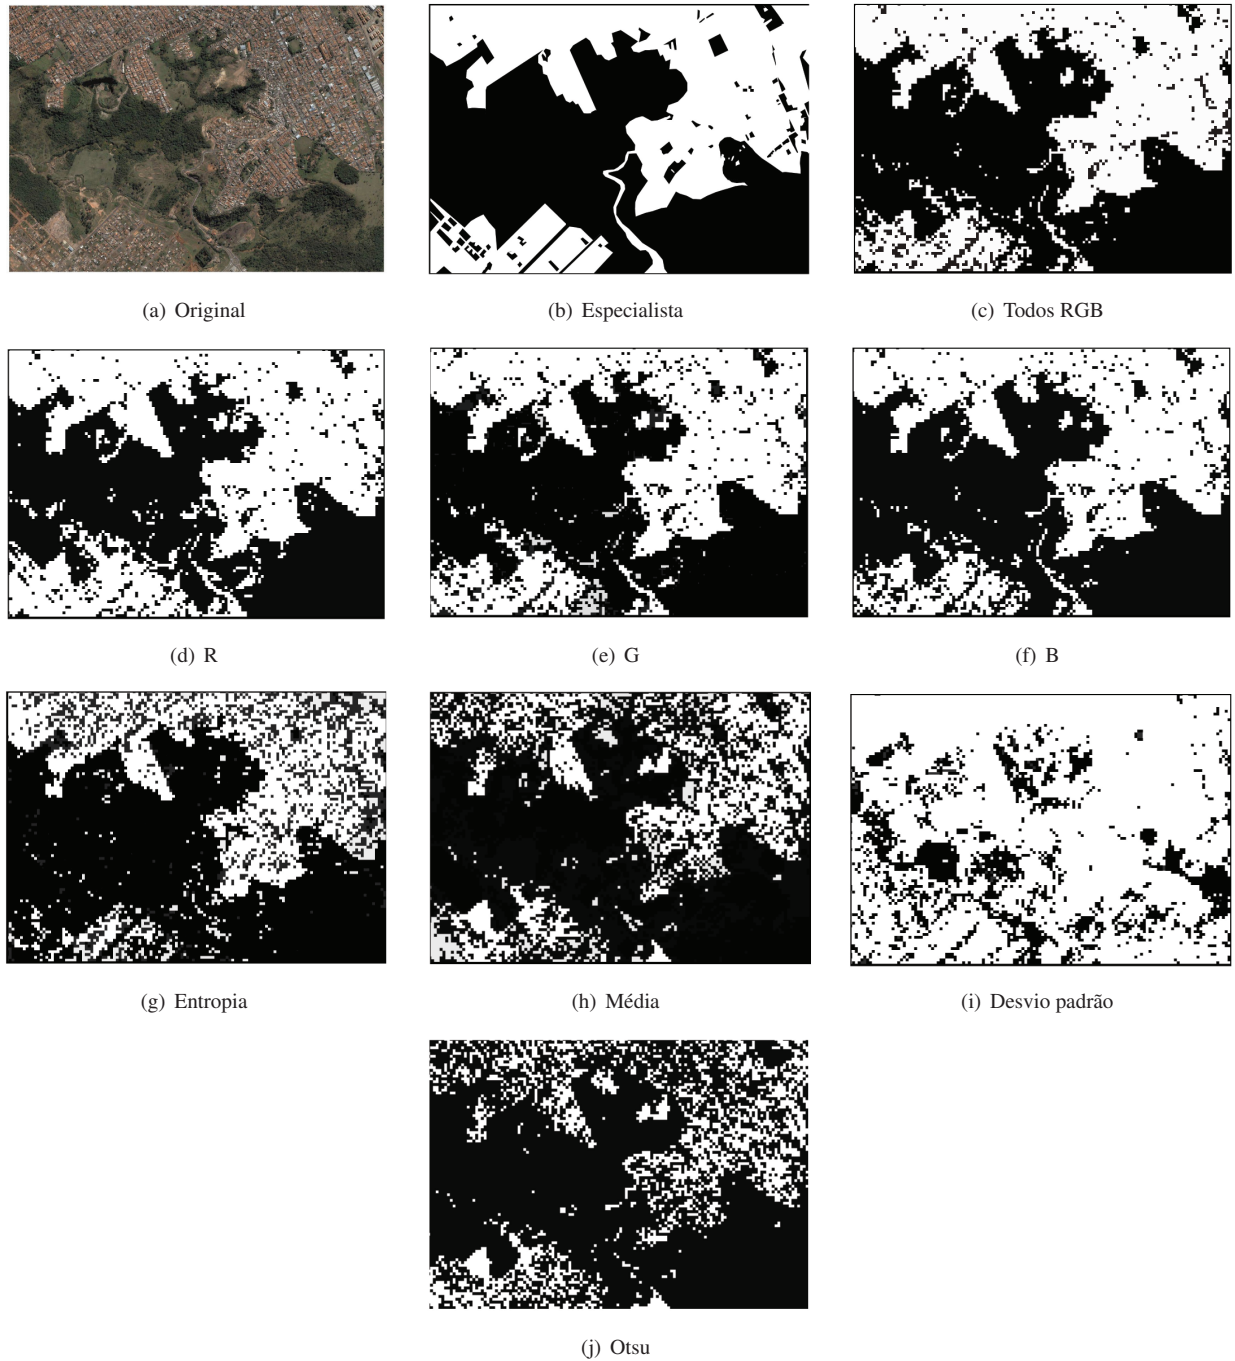 (a) Original
(b) Especialista
(c) Todos RGB
(d) R
(e) G
(f) B
(g) Entropia
(h) Média
(i) Desvio padrão
(j) Otsu